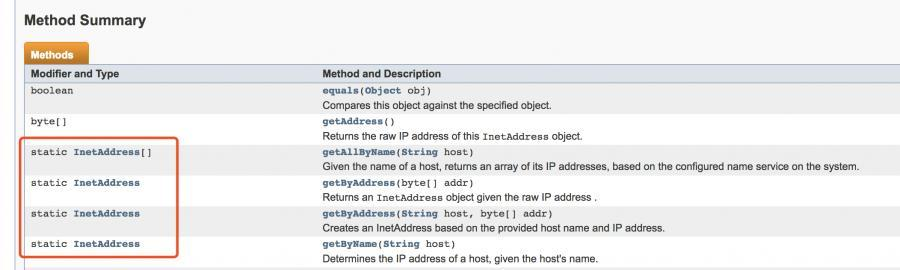 Method Summary
Methods
Modifier and Type Method and Description
boolean equals(Object obj)
Compares this object against the specified object.
byte[] getAddress()
Returns the raw IP address of this InetAddress object.
static InetAddress[] getAllByName(String host)
Given the name of a host, returns an array of its IP addresses, based on the configured name service on the system.
static InetAddress getByAddress(byte[] addr)
Returns an InetAddress object given the raw IP address .
static InetAddress getByAddress(String host, byte[] addr)
Creates an InetAddress based on the provided host name and IP address.
static InetAddress getByName(String host)
Determines the IP address of a host, given the host's name.